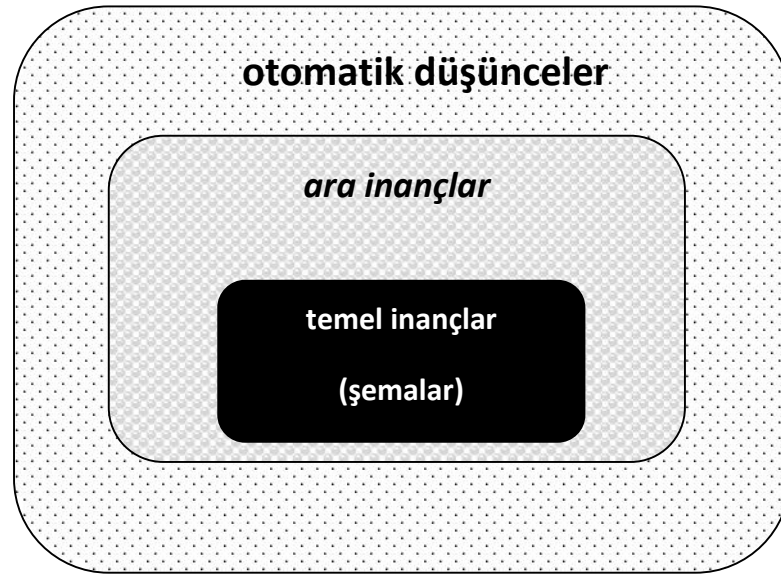 otomatik düşünceler
ara inançlar
temel inançlar
(şemalar)